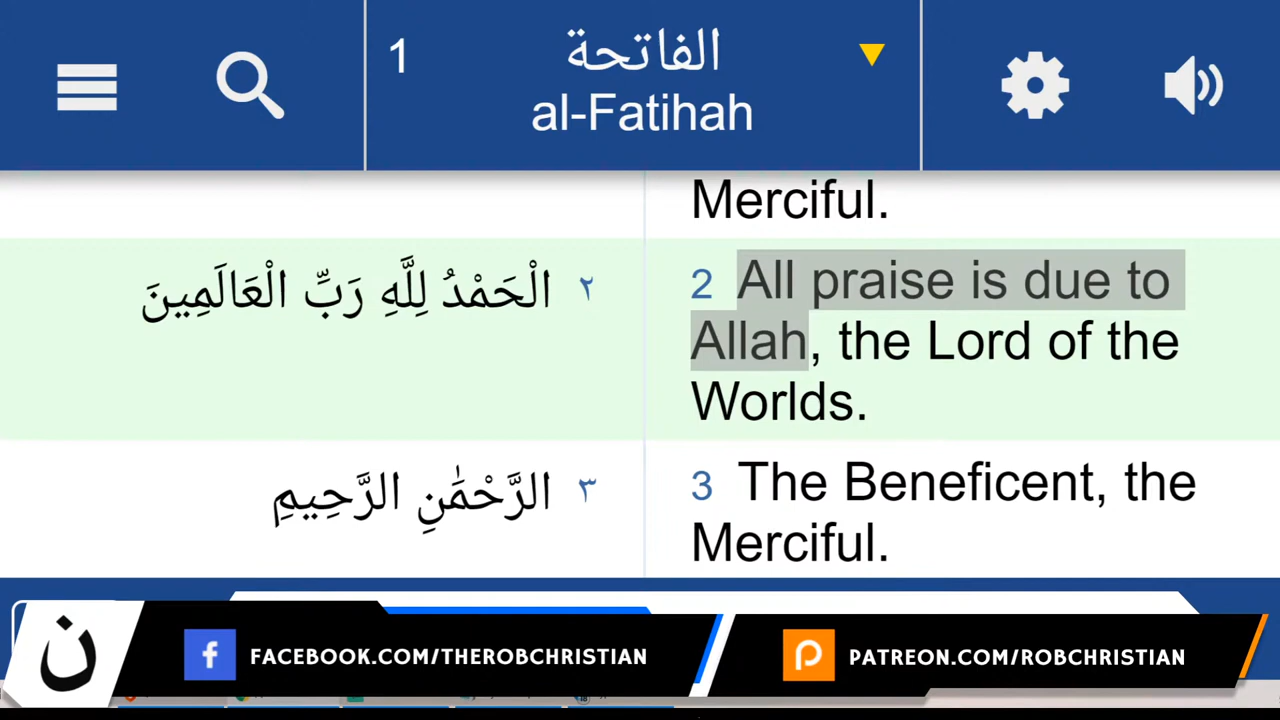 1
الفاتحة
al-Fatihah
Merciful.
٢ الْحَمْدُ لِلَّهِ رَبِّ الْعَالَمِينَ
2 All praise is due to
Allah, the Lord of the
Worlds.
٣ الرَّحْمَٰنِ الرَّحِيمِ
3 The Beneficent, the
Merciful.
ن
f FACEBOOK.COM/THEROBCHRISTIAN
PATREON.COM/ROBCHRISTIAN